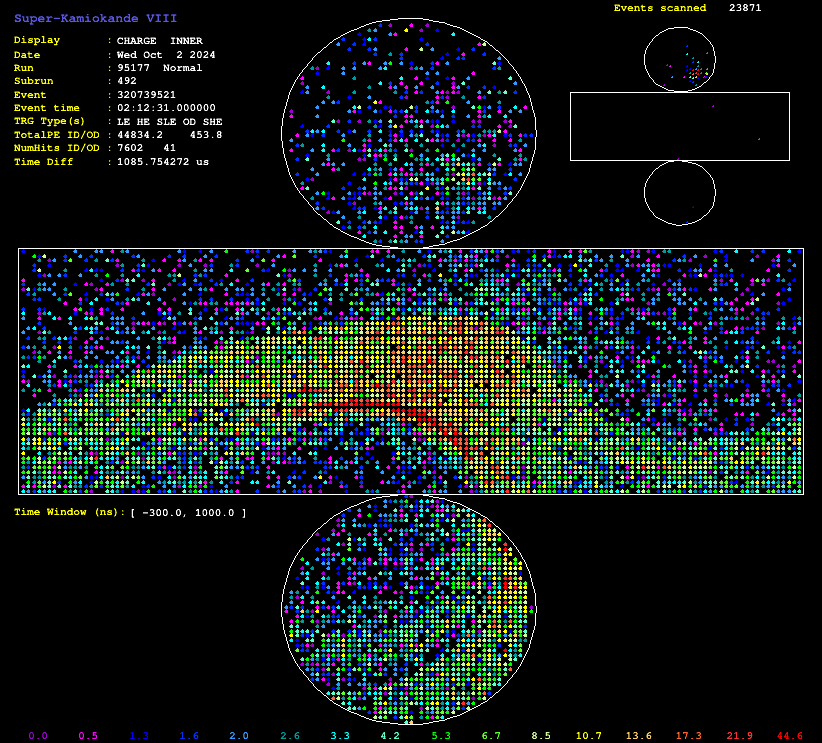 Super-Kamiokande VIII
Events scanned 23871
Display : CHARGE INNER
Date : Wed Oct 2 2024
Run : 95177 Normal
Subrun : 492
Event : 320739521
Event time : 02:12:31.000000
TRG Type(s) : LE HE SLE OD SHE
TotalPE ID/OD : 44834.2 453.8
NumHits ID/OD : 7602 41
Time Diff : 1085.754272 us
Time Window (ns): [ -300.0, 1000.0 ]
0.0 0.5 1.3 1.6 2.0 2.6 3.3 4.2 5.3 6.7 8.5 10.7 13.6 17.3 21.9 44.6